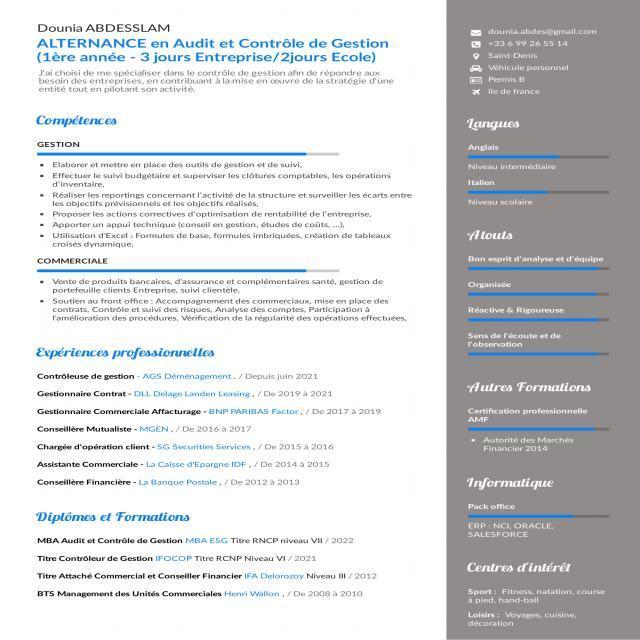 Dounia ABDESSLAM
ALTERNANCE en Audit et Contrôle de Gestion
(1ère année - 3 jours Entreprise/2jours Ecole)
J'ai choisi de me spécialiser dans le contrôle de gestion afin de répondre aux
besoin des entreprises, en contribuant à la mise en œuvre de la stratégie d'une
entité tout en pilotant son activité.
Compétences
GESTION
Elaborer et mettre en place des outils de gestion et de suivi,
Effectuer le suivi budgétaire et superviser les clôtures comptables, les opérations
d'inventaire,
Réaliser les reportings concernant l'activité de la structure et surveiller les écarts entre
les objectifs prévisionnels et les objectifs réalisés,
Proposer les actions correctives d'optimisation de rentabilité de l'entreprise,
Apporter un appui technique (conseil en gestion, études de coûts, ...),
Utilisation d'Excel : Formules de base, formules imbriquées, création de tableaux
croisés dynamique,
COMMERCIALE
Vente de produits bancaires, d'assurance et complémentaires santé, gestion de
portefeuille clients Entreprise, suivi clientèle,
Soutien au front office : Accompagnement des commerciaux, mise en place des
contrats, Contrôle et suivi des risques, Analyse des comptes, Participation à
l'amélioration des procédures, Vérification de la régularité des opérations effectuées,
Expériences professionnelles
Contrôleuse de gestion - AGS Déménagement , / Depuis juin 2021
Gestionnaire Contrat - DLL Delage Landen Leasing , / De 2019 à 2021
Gestionnaire Commerciale Affacturage - BNP PARIBAS Factor , / De 2017 à 2019
Conseillère Mutualiste - MGEN , / De 2016 à 2017
Chargée d'opération client - SG Securities Services , / De 2015 à 2016
Assistante Commerciale - La Caisse d'Epargne IDF , / De 2014 à 2015
Conseillère Financière - La Banque Postale , / De 2012 à 2013
Diplômes et Formations
MBA Audit et Contrôle de Gestion MBA ESG Titre RNCP niveau VII / 2022
Titre Contrôleur de Gestion IFOCOP Titre RCNP Niveau VI / 2021
Titre Attaché Commercial et Conseiller Financier IFA Delorozoy Niveau III / 2012
BTS Management des Unités Commerciales Henri Wallon , / De 2008 à 2010
dounia.abdes@gmail.com
+33 6 99 26 55 14
Saint-Denis
Véhicule personnel
Permis B
Ile de france
Langues
Anglais
Niveau intermédiaire
Italien
Niveau scolaire
Atouts
Bon esprit d'analyse et d'équipe
Organisée
Réactive & Rigoureuse
Sens de l'écoute et de
l'observation
Autres Formations
Certification professionnelle
AMF
Autorité des Marchés
Financier 2014
Informatique
Pack office
ERP : NCI, ORACLE,
SALESFORCE
Centres d'intérêt
Sport : Fitness, natation, course
à pied, hand-ball
Loisirs : Voyages, cuisine,
décoration